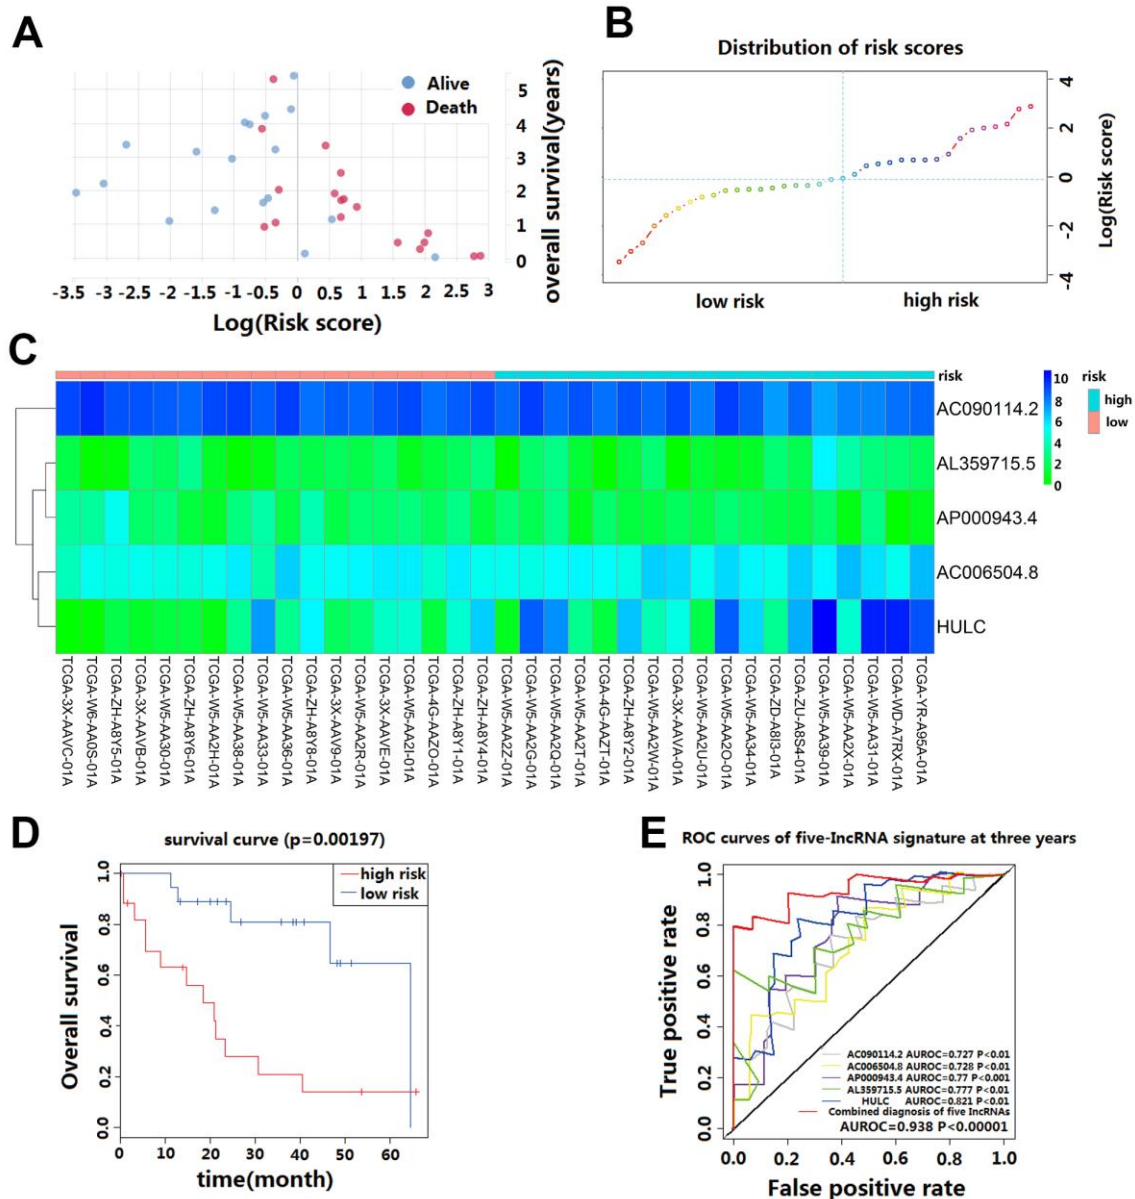 A
Alive
Death
5
4
3
2
1
0
overall survival(years)
-3.5 -3 -2.5 -2 -1.5 -1 -0.5 0 0.5 1 1.5 2 2.5 3
Log(Risk score)
B
Distribution of risk scores
4
2
0
-2
-4
Log(Risk score)
low risk high risk
C
risk
AC090114.2
AL359715.5
AP000943.4
AC006504.8
HULC
10
8
6
4
2
0
risk
high
low
TCGA-3X-AAVC-01A
TCGA-W6-AA0S-01A
TCGA-ZH-A8Y5-01A
TCGA-3X-AAVB-01A
TCGA-W5-AA30-01A
TCGA-ZH-A8Y6-01A
TCGA-W5-AA2H-01A
TCGA-W5-AA38-01A
TCGA-W5-AA33-01A
TCGA-W5-AA36-01A
TCGA-ZH-A8Y8-01A
TCGA-3X-AAV9-01A
TCGA-W5-AA2R-01A
TCGA-3X-AAVE-01A
TCGA-W5-AA2I-01A
TCGA-4G-AAZO-01A
TCGA-ZH-A8Y1-01A
TCGA-ZH-A8Y4-01A
TCGA-W5-AA2Z-01A
TCGA-W5-AA2G-01A
TCGA-W5-AA2Q-01A
TCGA-W5-AA2T-01A
TCGA-4G-AAZT-01A
TCGA-ZH-A8Y2-01A
TCGA-W5-AA2W-01A
TCGA-3X-AAVA-01A
TCGA-W5-AA2U-01A
TCGA-W5-AA2O-01A
TCGA-W5-AA34-01A
TCGA-ZD-A8I3-01A
TCGA-ZU-A8S4-01A
TCGA-W5-AA39-01A
TCGA-W5-AA2X-01A
TCGA-W5-AA31-01A
TCGA-WD-A7RX-01A
TCGA-YR-A95A-01A
D
survival curve (p=0.00197)
high risk
low risk
1.0
0.8
0.6
0.4
0.2
0.0
Overall survival
0 10 20 30 40 50 60
time(month)
E
ROC curves of five-lncRNA signature at three years
1.0
0.8
0.6
0.4
0.2
0.0
True positive rate
AC090114.2 AUROC=0.727 P<0.01
AC006504.8 AUROC=0.728 P<0.01
AP000943.4 AUROC=0.77 P<0.001
AL359715.5 AUROC=0.777 P<0.01
HULC AUROC=0.821 P<0.01
Combined diagnosis of five lncRNAs
AUROC=0.938 P<0.00001
0.0 0.2 0.4 0.6 0.8 1.0
False positive rate